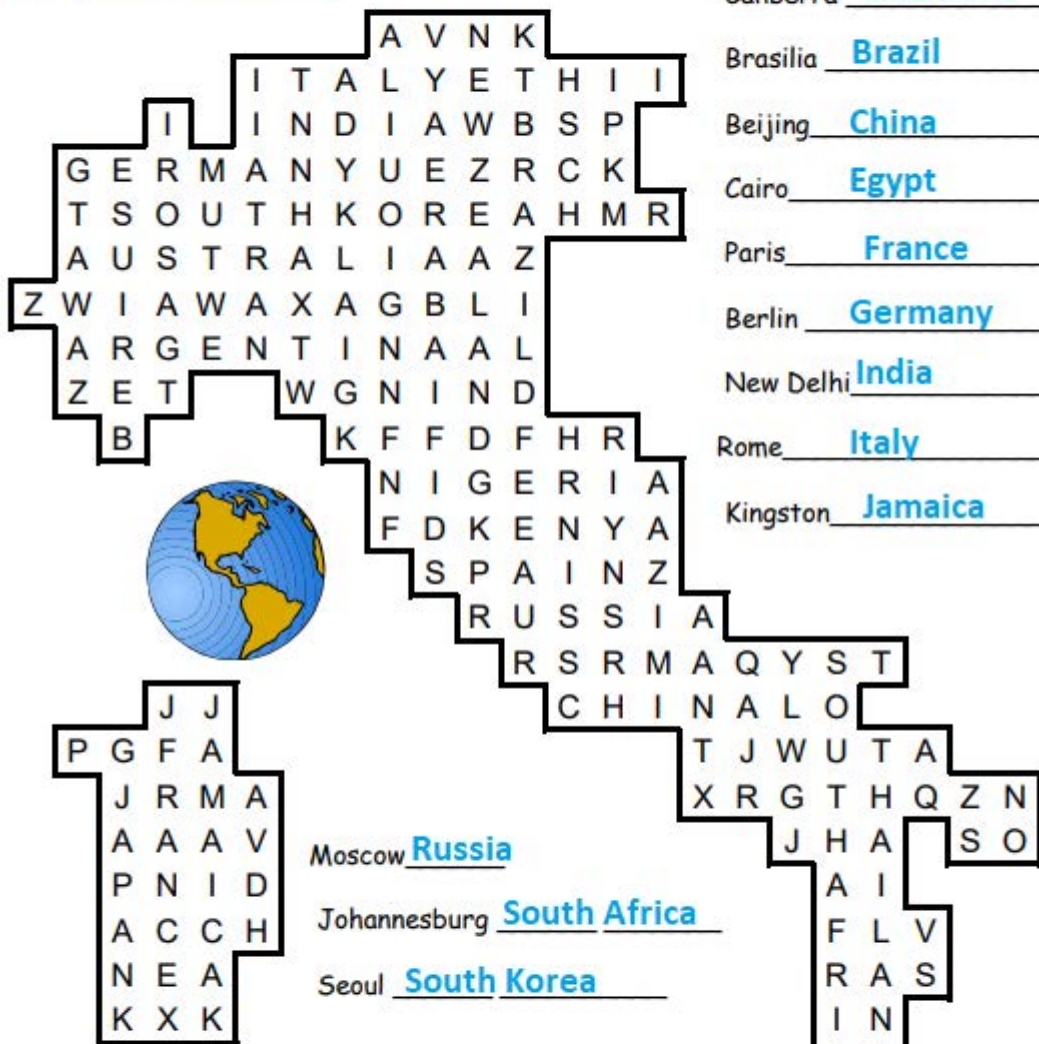 A V N K
I T A L Y E T H I I
I I N D I A W B S P
G E R M A N Y U E Z R C K
T S O U T H K O R E A H M R
A U S T R A L I A A Z
Z W I A W A X A G B L I
A R G E N T I N A A L
Z E T W G N I N D
B K F F D F H R
N I G E R I A
F D K E N Y A
S P A I N Z
R U S S I A
R S R M A Q Y S T
J J C H I N A L O
P G F A T J W U T A
J R M A X R G T H Q Z N
A A A V J H A S O
P N I D A I
A C C H F L V
N E A R A S
K X K I N
Brasilia Brazil
Beijing China
Cairo Egypt
Paris France
Berlin Germany
New Delhi India
Rome Italy
Kingston Jamaica
Moscow Russia
Johannesburg South Africa
Seoul South Korea